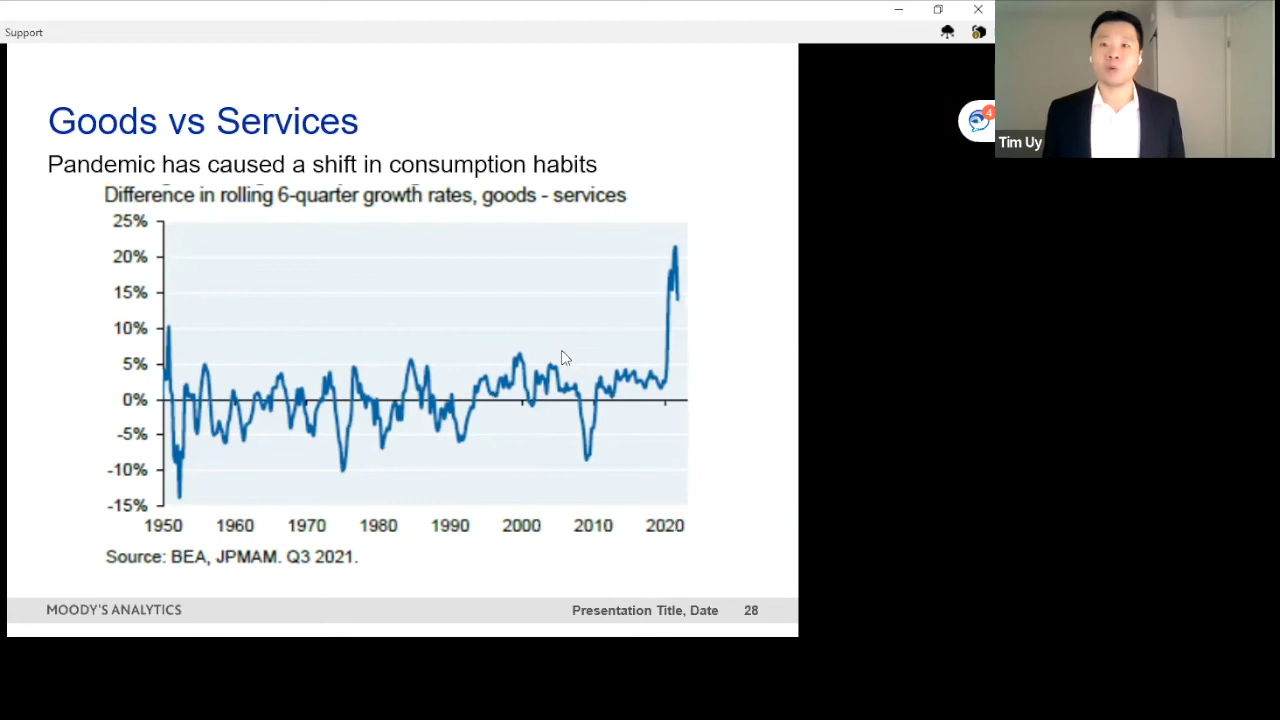 Support
4
Tim Uy
Goods vs Services
Pandemic has caused a shift in consumption habits
Difference in rolling 6-quarter growth rates, goods - services
25%
20%
15%
10%
5%
0%
-5%
-10%
-15%
1950 1960 1970 1980 1990 2000 2010 2020
Source: BEA, JPMAM. Q3 2021.
MOODY'S ANALYTICS Presentation Title, Date 28